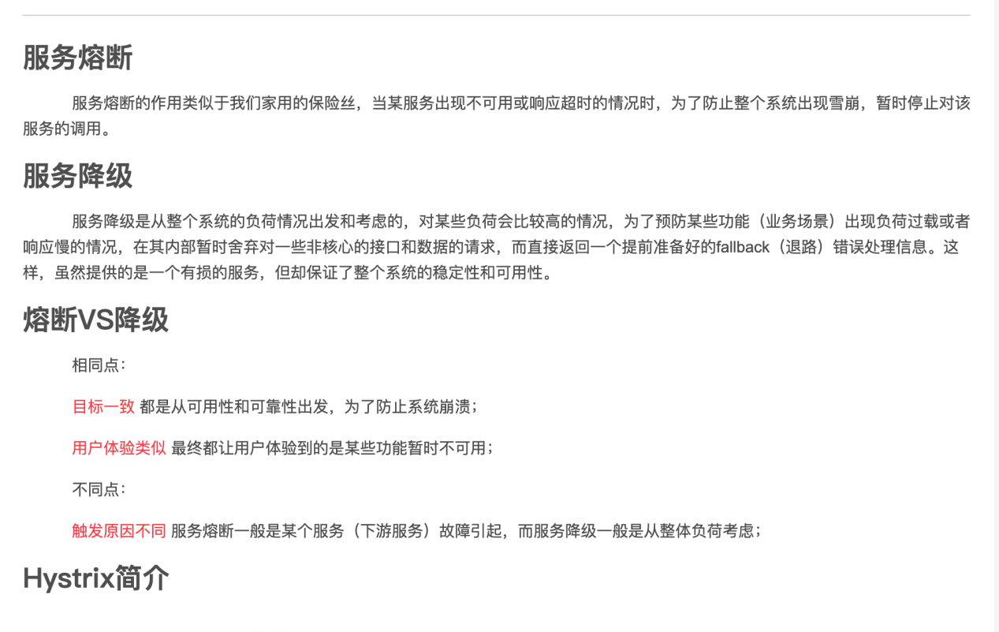 服务熔断
服务熔断的作用类似于我们家用的保险丝，当某服务出现不可用或响应超时的情况时，为了防止整个系统出现雪崩，暂时停止对该
服务的调用。
服务降级
服务降级是从整个系统的负荷情况出发和考虑的，对某些负荷会比较高的情况，为了预防某些功能（业务场景）出现负荷过载或者
响应慢的情况，在其内部暂时舍弃对一些非核心的接口和数据的请求，而直接返回一个提前准备好的fallback（退路）错误处理信息。这
样，虽然提供的是一个有损的服务，但却保证了整个系统的稳定性和可用性。
熔断VS降级
相同点：
目标一致 都是从可用性和可靠性出发，为了防止系统崩溃；
用户体验类似 最终都让用户体验到的是某些功能暂时不可用；
不同点：
触发原因不同 服务熔断一般是某个服务（下游服务）故障引起，而服务降级一般是从整体负荷考虑；
Hystrix简介